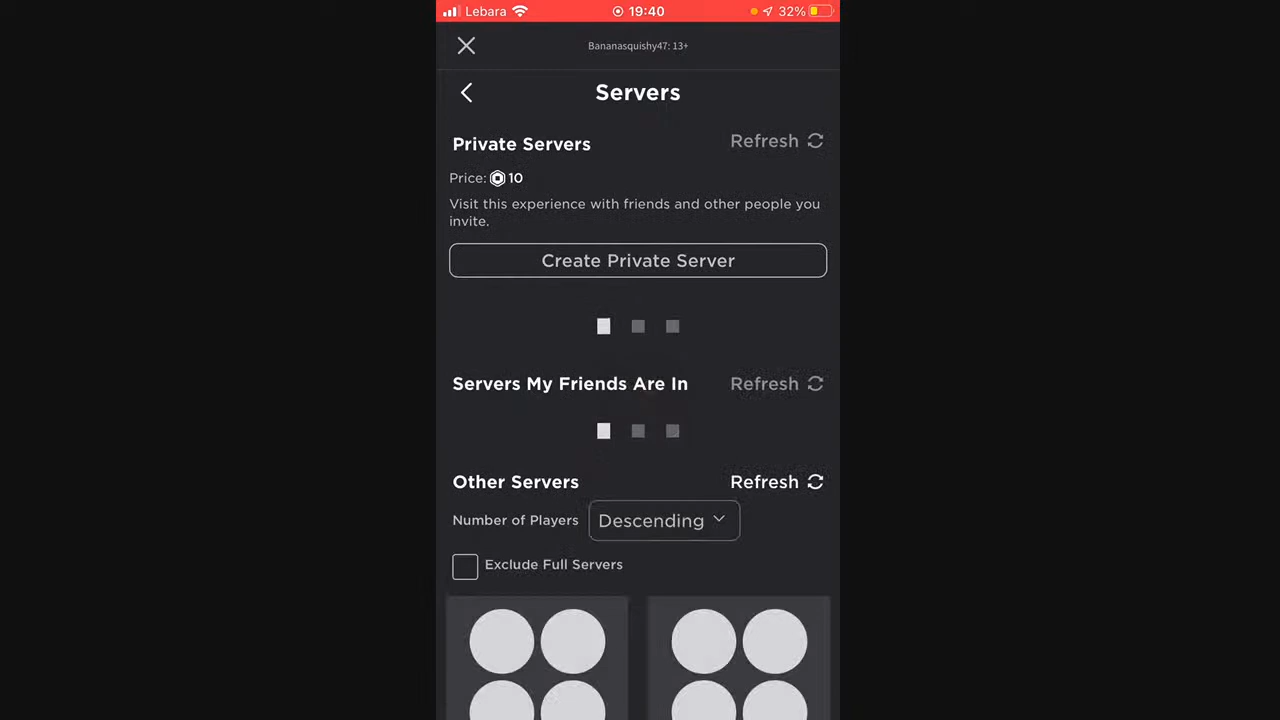 Lebara 19:40 32%
Bananasquishy47: 13+
Servers
Private Servers Refresh
Price: 10
Visit this experience with friends and other people you
invite.
Create Private Server
Servers My Friends Are In Refresh
Other Servers Refresh
Number of Players Descending
Exclude Full Servers